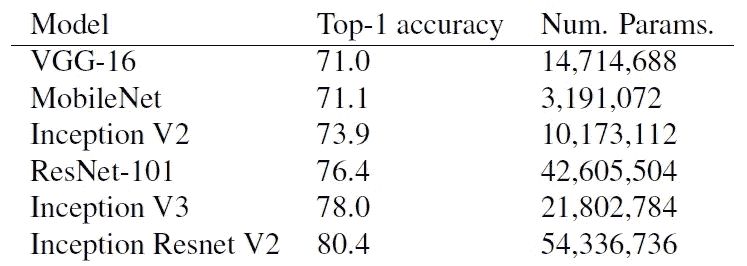 Model Top-1 accuracy Num. Params.
VGG-16 71.0 14,714,688
MobileNet 71.1 3,191,072
Inception V2 73.9 10,173,112
ResNet-101 76.4 42,605,504
Inception V3 78.0 21,802,784
Inception Resnet V2 80.4 54,336,736